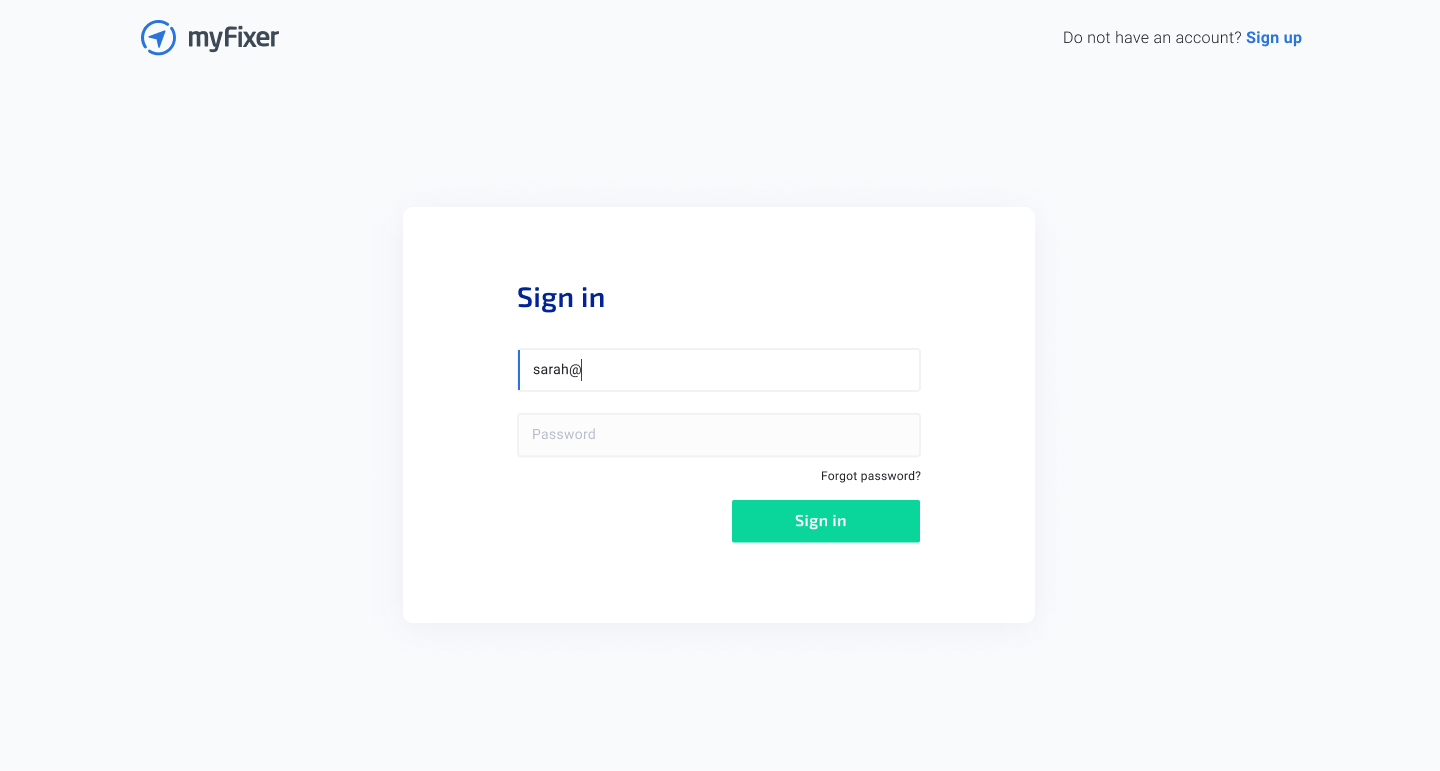 myFixer
Do not have an account? Sign up
Sign in
sarah@
Password
Forgot password?
Sign in